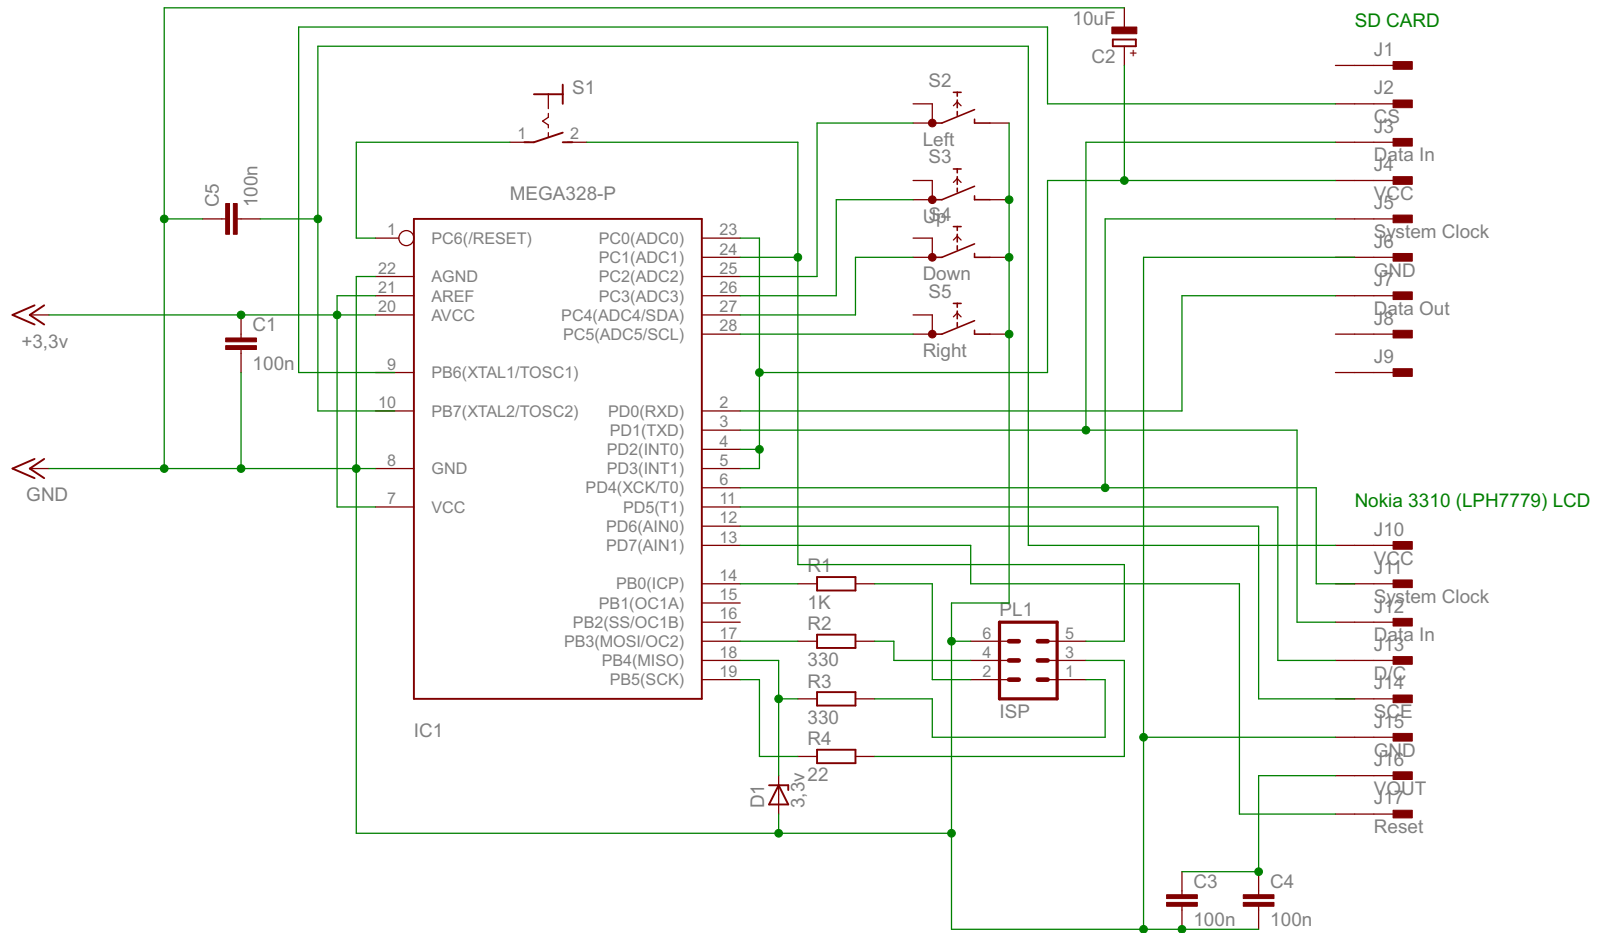 10uF
C2
SD CARD
J1
J2
CS
J3
Data In
J4
VCC
J5
System Clock
J6
GND
J7
Data Out
J8
J9
S1
1
2
S2
Left
S3
Up
S4
Down
S5
Right
C5
100n
MEGA328-P
1
PC6(/RESET)
22
AGND
21
AREF
20
AVCC
9
PB6(XTAL1/TOSC1)
10
PB7(XTAL2/TOSC2)
8
GND
7
VCC
PC0(ADC0)
23
PC1(ADC1)
24
PC2(ADC2)
25
PC3(ADC3)
26
PC4(ADC4/SDA)
27
PC5(ADC5/SCL)
28
PD0(RXD)
2
PD1(TXD)
3
PD2(INT0)
4
PD3(INT1)
5
PD4(XCK/T0)
6
PD5(T1)
11
PD6(AIN0)
12
PD7(AIN1)
13
PB0(ICP)
14
PB1(OC1A)
15
PB2(SS/OC1B)
16
PB3(MOSI/OC2)
17
PB4(MISO)
18
PB5(SCK)
19
IC1
+3,3v
C1
100n
GND
R1
1K
R2
330
R3
330
R4
22
D1
3,3v
PL1
6
5
4
3
2
1
ISP
Nokia 3310 (LPH7779) LCD
J10
VCC
J11
System Clock
J12
Data In
J13
D/C
J14
SCE
J15
GND
J16
VOUT
J17
Reset
C3
100n
C4
100n